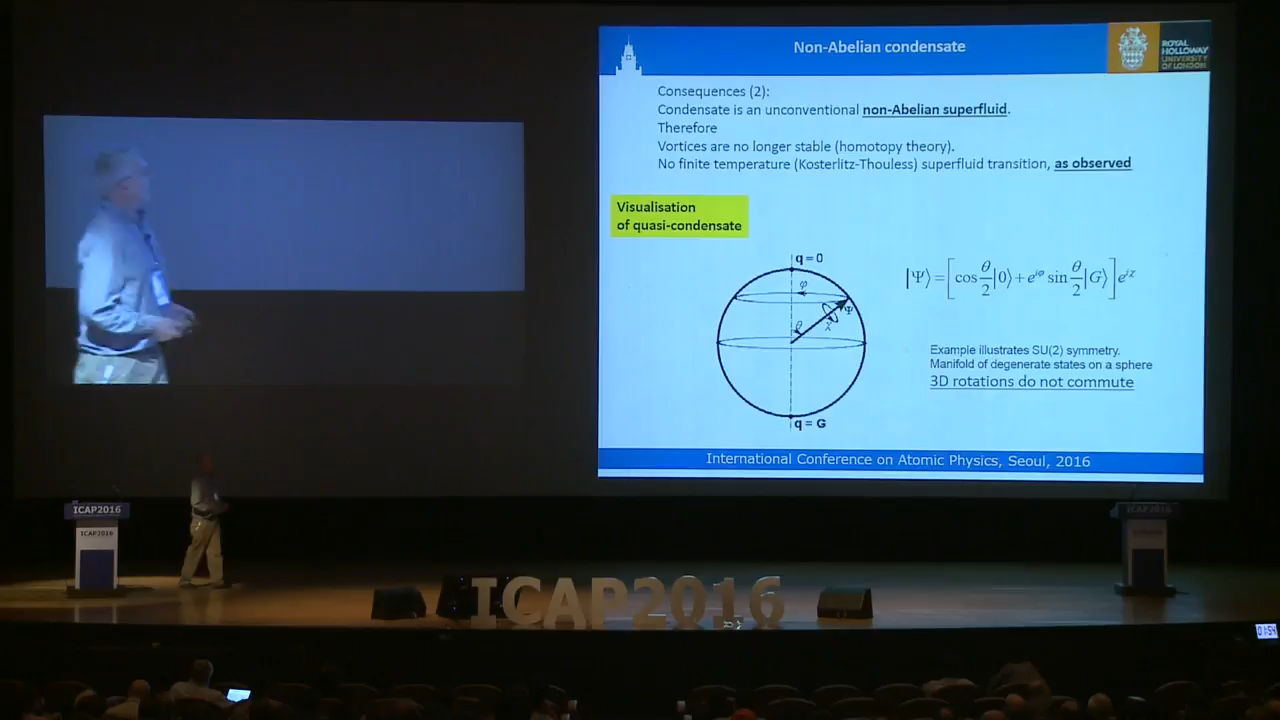 Non-Abelian condensate
ROYAL
HOLLOWAY
UNIVERSITY
OF LONDON
Consequences (2):
Condensate is an unconventional non-Abelian superfluid.
Therefore
Vortices are no longer stable (homotopy theory).
No finite temperature (Kosterlitz-Thouless) superfluid transition, as observed
Visualisation
of quasi-condensate
q = 0
φ
θ
Ψ
χ
q = G
|Ψ⟩ = [cos θ/2 |0⟩ + e^{iφ} sin θ/2 |G⟩] e^{iχ}
Example illustrates SU(2) symmetry.
Manifold of degenerate states on a sphere
3D rotations do not commute
International Conference on Atomic Physics, Seoul, 2016
ICAP2016
ICAP2016
ICAP2016
ICAP2016
01:54